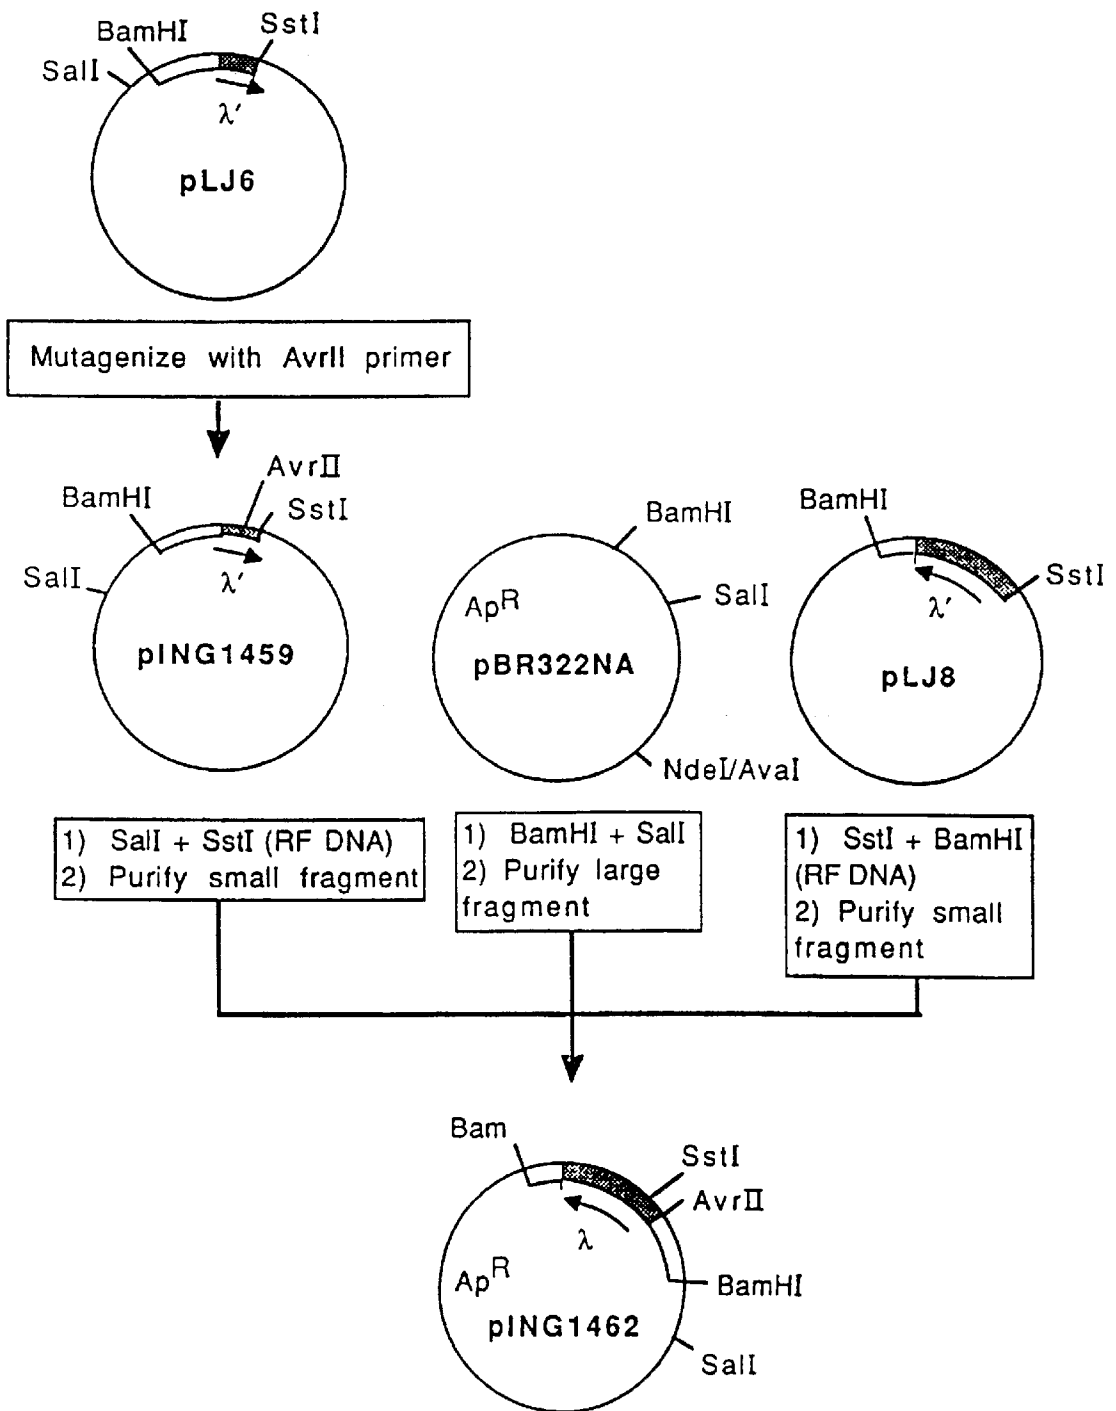 BamHI
SstI
SalI
λ′
pLJ6
Mutagenize with AvrII primer
AvrII
BamHI
SstI
SalI
λ′
pING1459
BamHI
SalI
Ap^R
pBR322NA
NdeI/AvaI
BamHI
SstI
λ′
pLJ8
1) SalI + SstI (RF DNA)
2) Purify small fragment
1) BamHI + SalI
2) Purify large
fragment
1) SstI + BamHI
(RF DNA)
2) Purify small
fragment
Bam
SstI
AvrII
λ
Ap^R
BamHI
pING1462
SalI